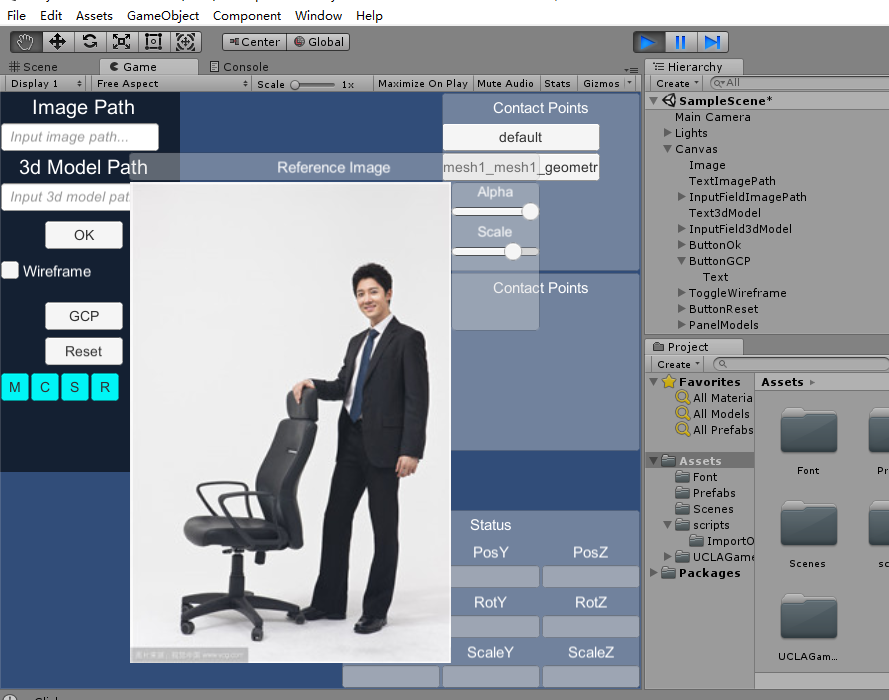 File Edit Assets GameObject Component Window Help
Center Global
Scene Game Console
Display 1 Free Aspect Scale 1x Maximize On Play Mute Audio Stats Gizmos
Image Path
Input image path...
3d Model Path
Input 3d model pat
OK
Wireframe
GCP
Reset
M C S R
Reference Image
Contact Points
default
mesh1_mesh1_geometr
Alpha
Scale
Contact Points
Status
PosY PosZ
RotY RotZ
ScaleY ScaleZ
Hierarchy
Create All
SampleScene*
Main Camera
Lights
Canvas
Image
TextImagePath
InputFieldImagePath
Text3dModel
InputField3dModel
ButtonOk
ButtonGCP
Text
ToggleWireframe
ButtonReset
PanelModels
Project
Create
Favorites
All Materia
All Models
All Prefabs
Assets
Font
Prefabs
Scenes
scripts
ImportO
UCLAGame
Packages
Assets
Font Pr
Scenes sc
UCLAGam...